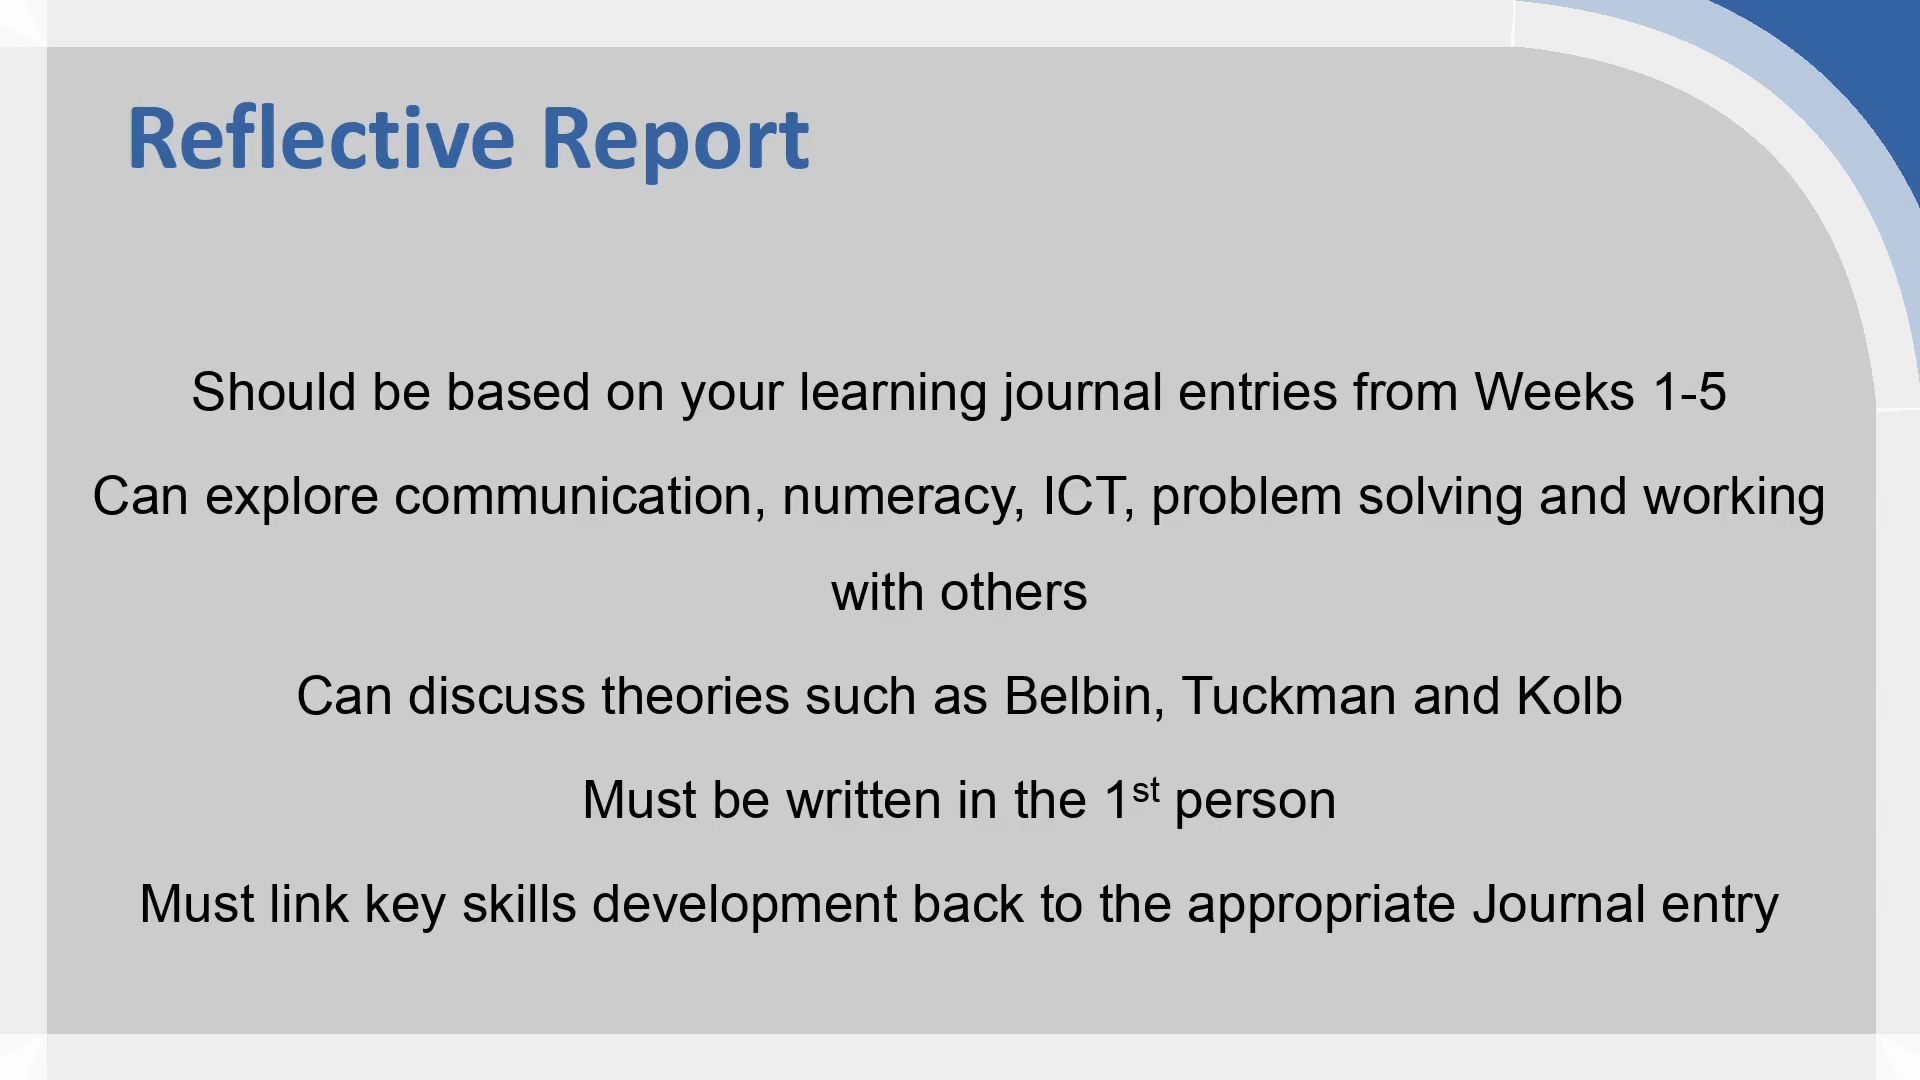 Reflective Report
Should be based on your learning journal entries from Weeks 1-5
Can explore communication, numeracy, ICT, problem solving and working
with others
Can discuss theories such as Belbin, Tuckman and Kolb
Must be written in the 1st person
Must link key skills development back to the appropriate Journal entry